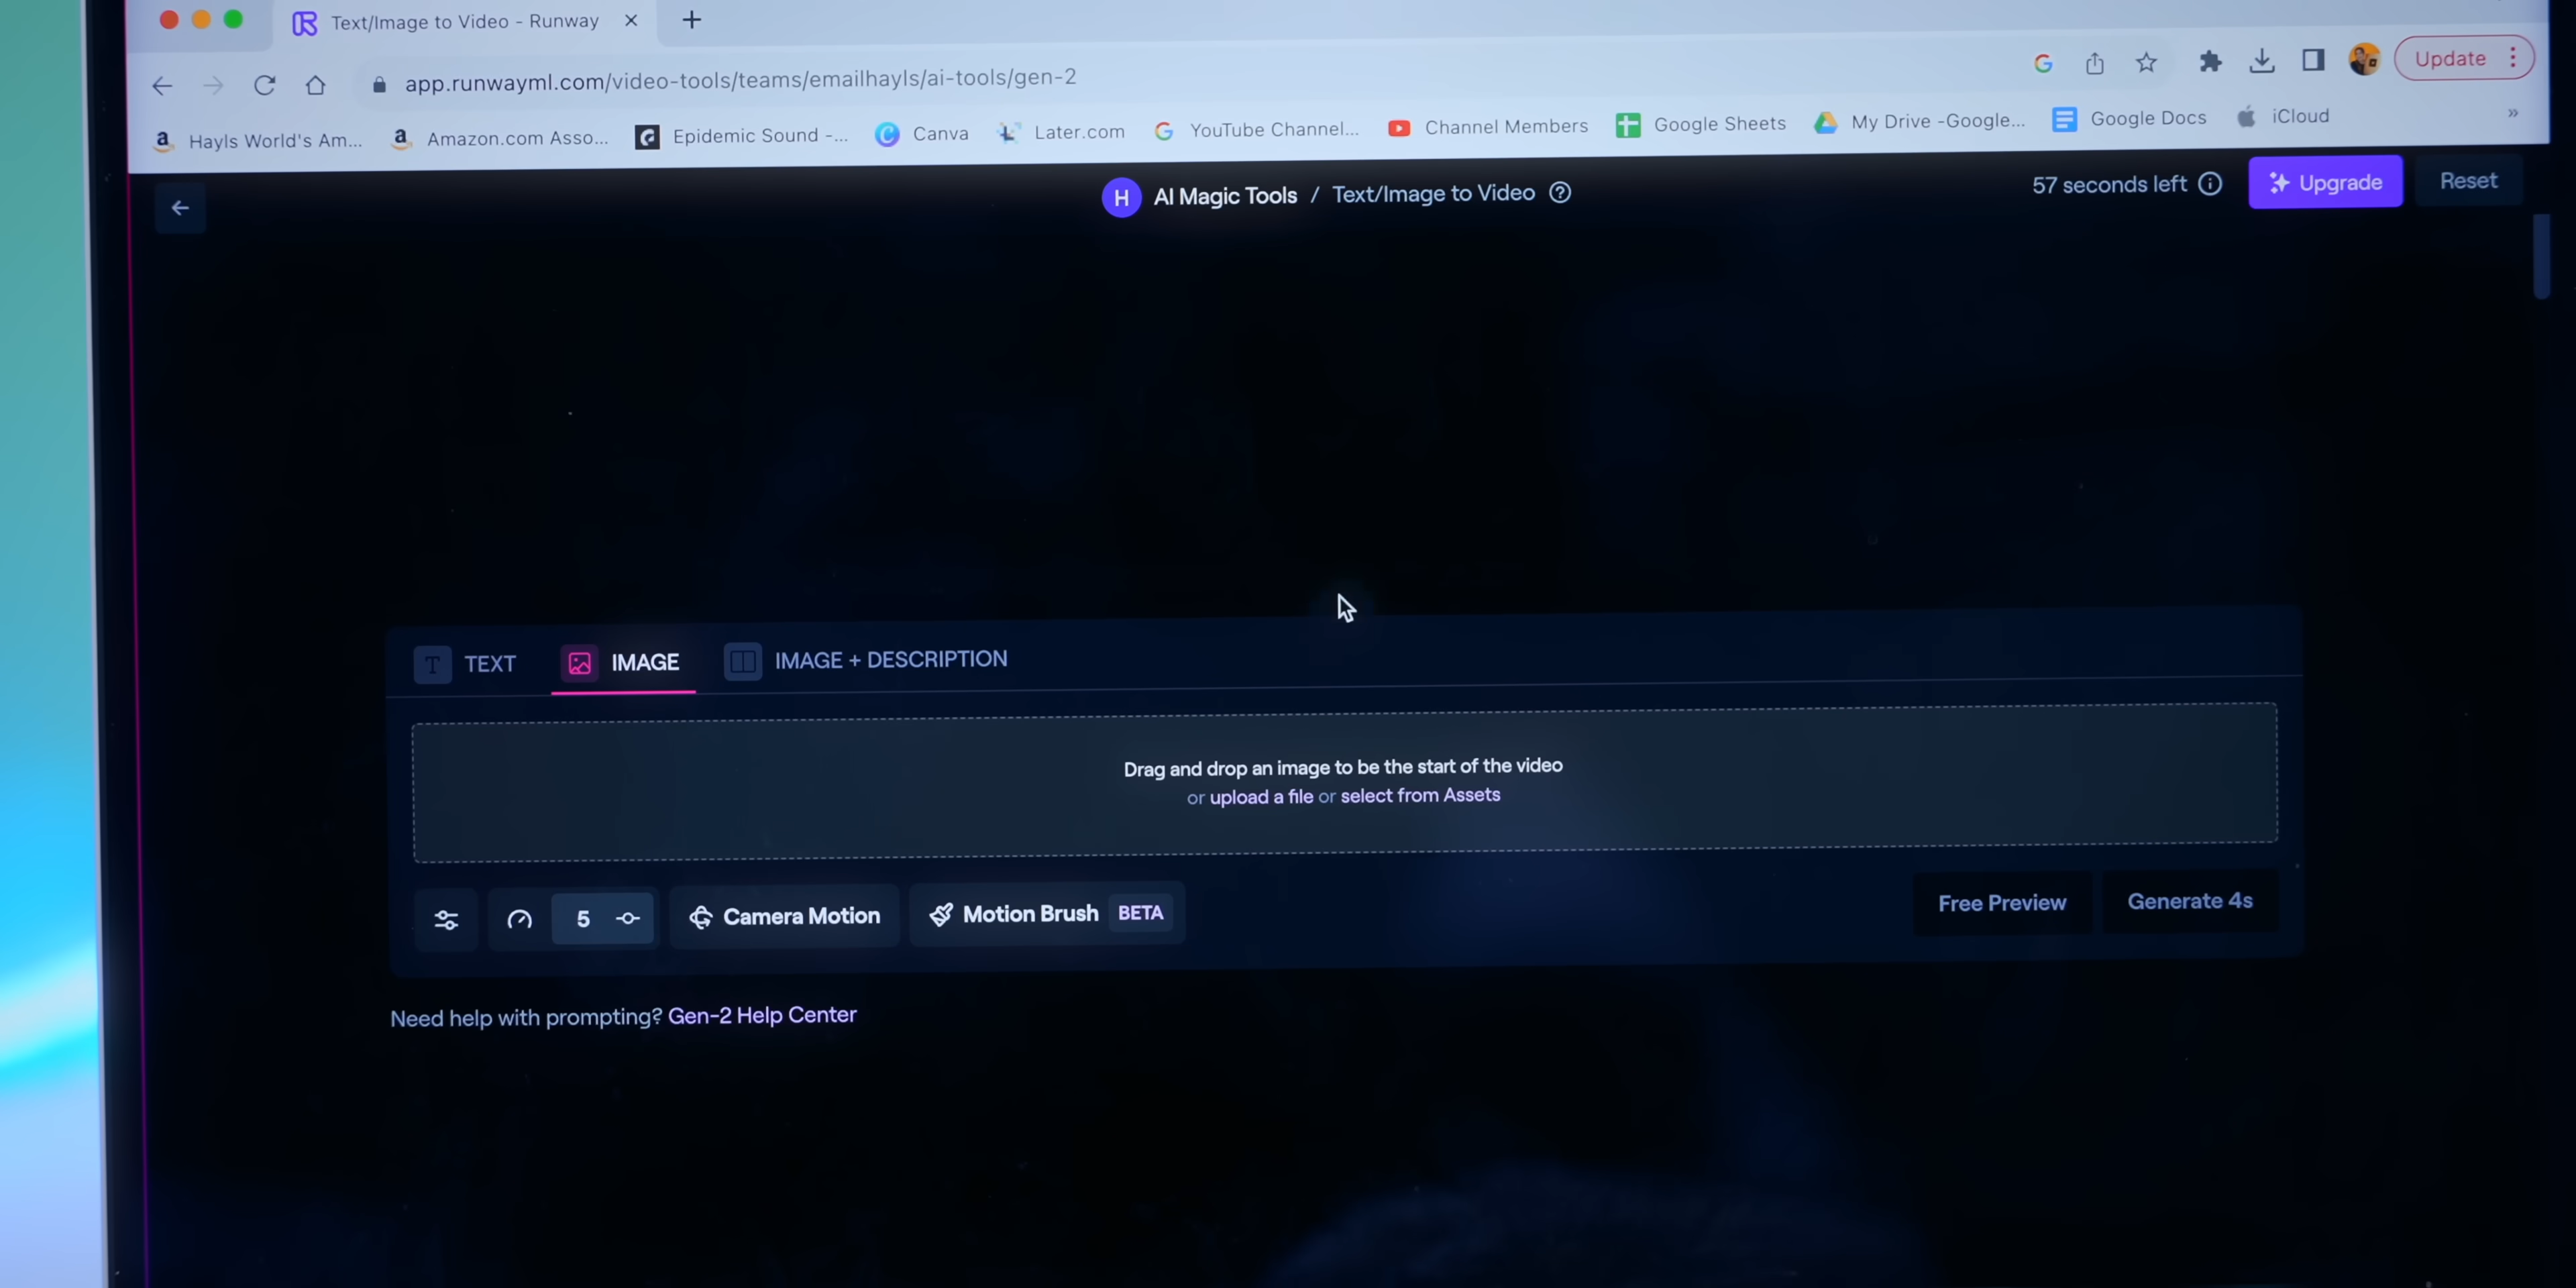 Text/Image to Video - Runway
app.runwayml.com/video-tools/teams/emailhayls/ai-tools/gen-2
Update
Hayls World's Am...
Amazon.com Asso...
Epidemic Sound -...
Canva
Later.com
YouTube Channel...
Channel Members
Google Sheets
My Drive -Google...
Google Docs
iCloud
»
H AI Magic Tools / Text/Image to Video
57 seconds left
Upgrade
Reset
TEXT
IMAGE
IMAGE + DESCRIPTION
Drag and drop an image to be the start of the video
or upload a file or select from Assets
5
Camera Motion
Motion Brush BETA
Free Preview
Generate 4s
Need help with prompting? Gen-2 Help Center